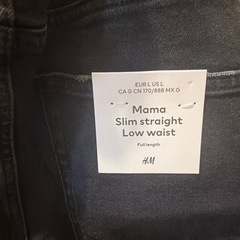 EUR L US L
CA G CN 170/88B MX G
Mama
Slim straight
Low waist
Full length
H&M